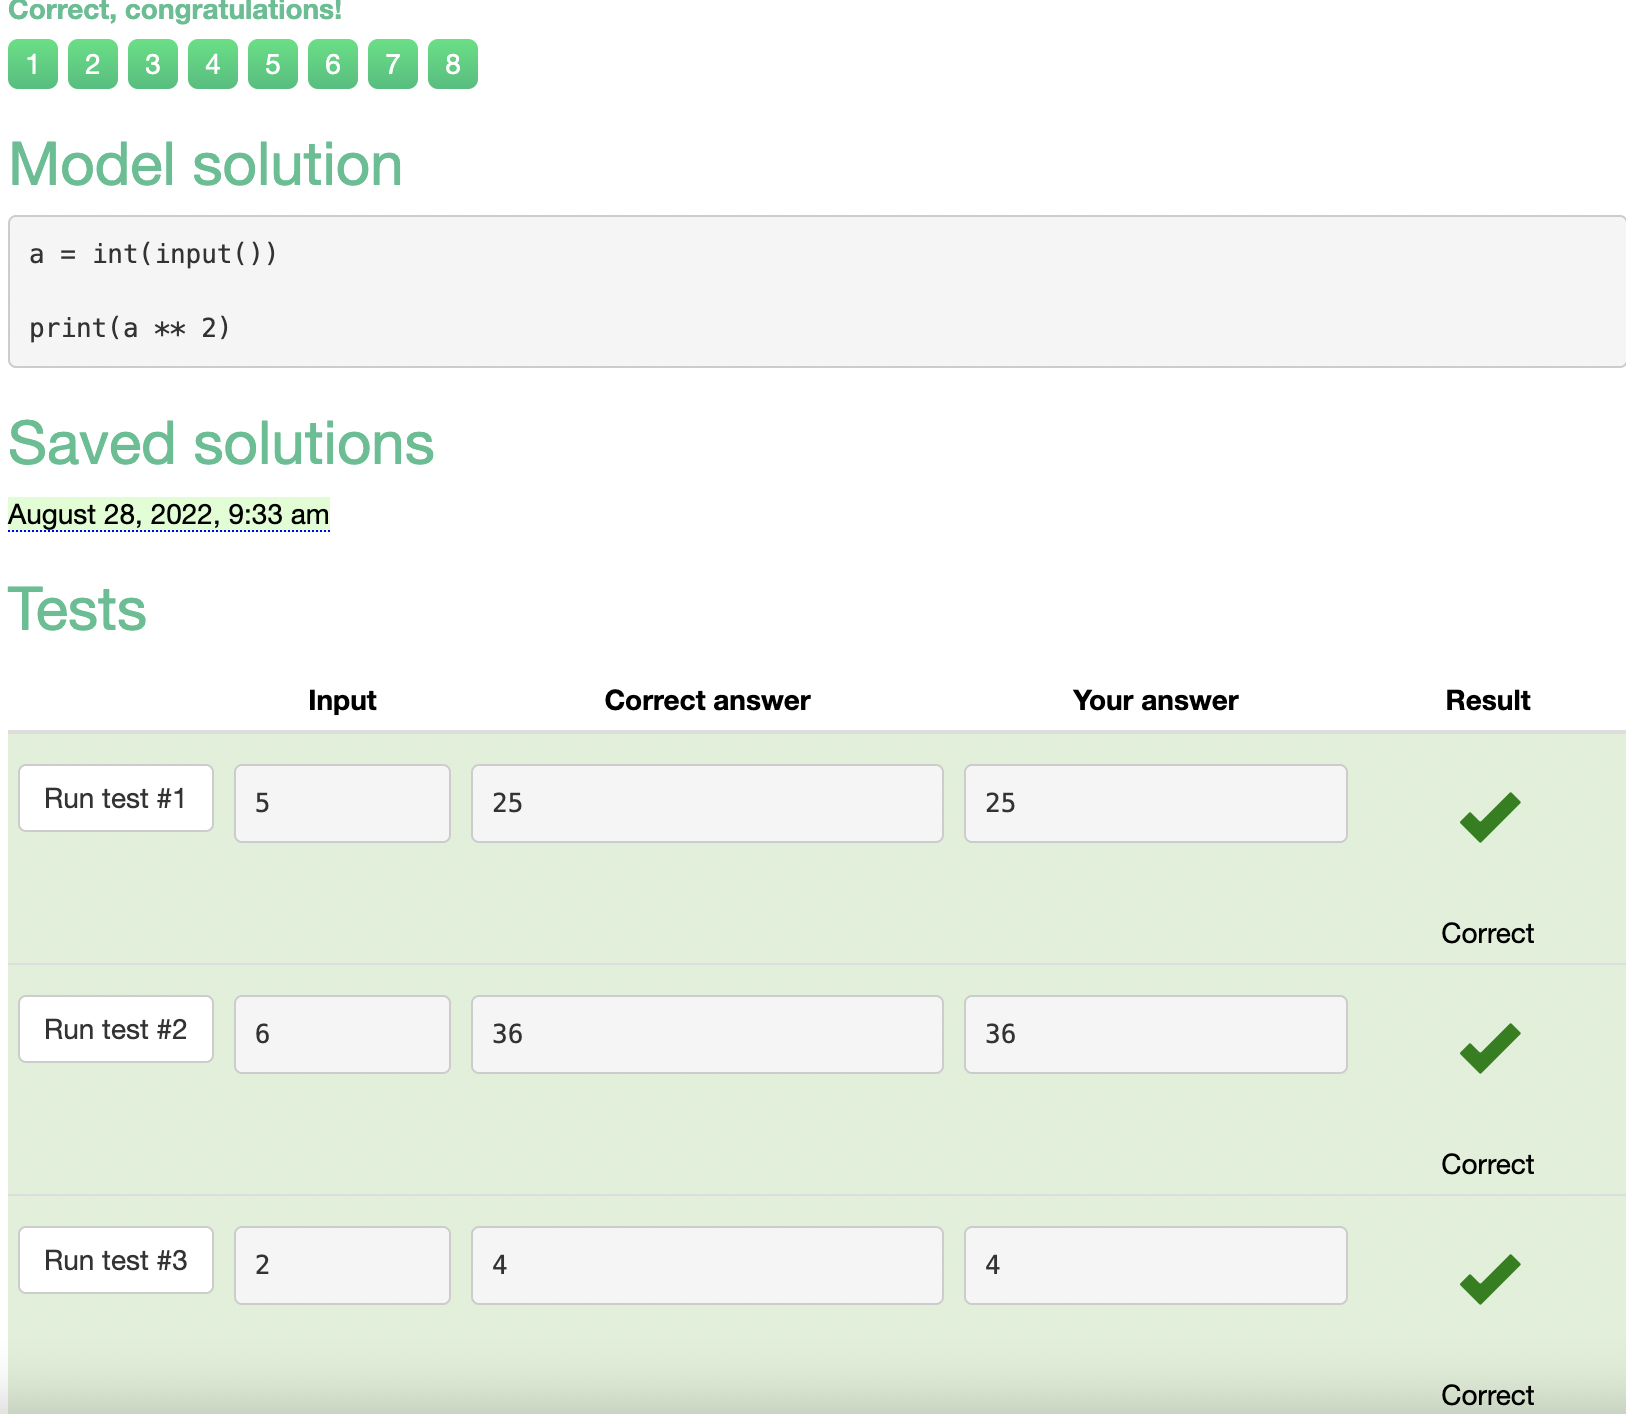 Correct, congratulations!
1 2 3 4 5 6 7 8
Model solution
a = int(input())
print(a ** 2)
Saved solutions
August 28, 2022, 9:33 am
Tests
Input Correct answer Your answer Result
Run test #1 5 25 25
Correct
Run test #2 6 36 36
Correct
Run test #3 2 4 4
Correct